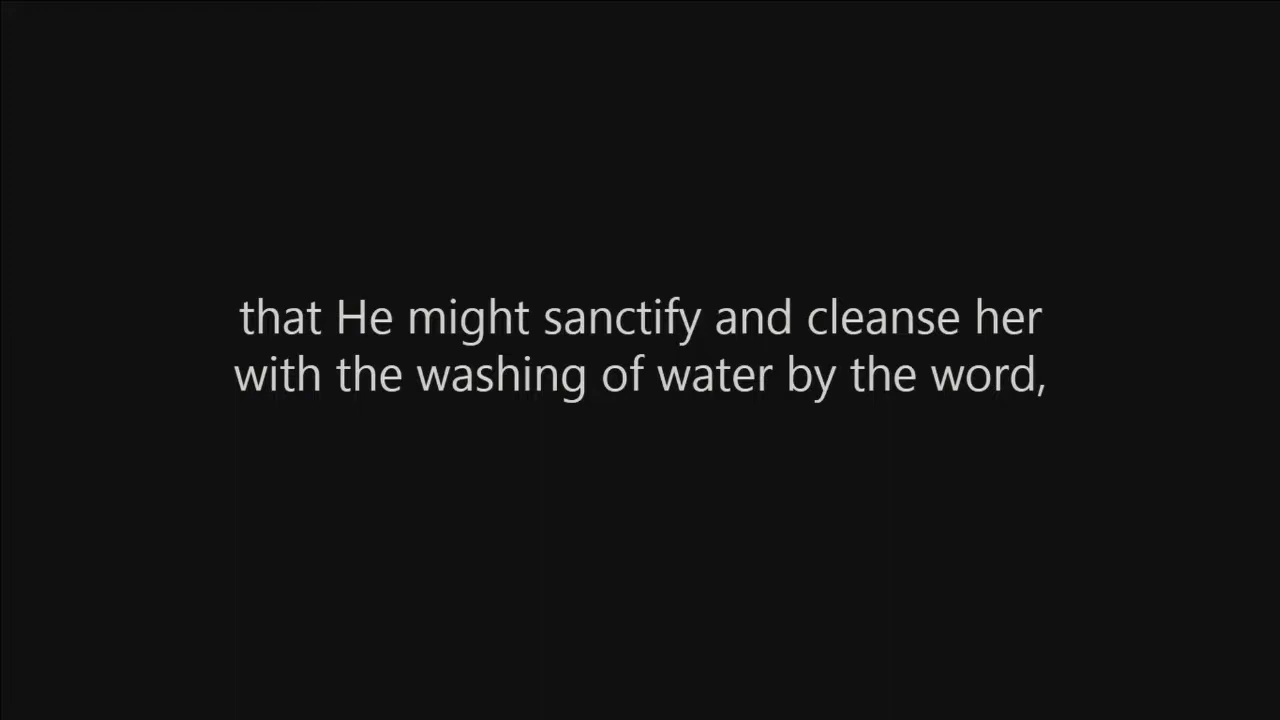 that He might sanctify and cleanse her
with the washing of water by the word,